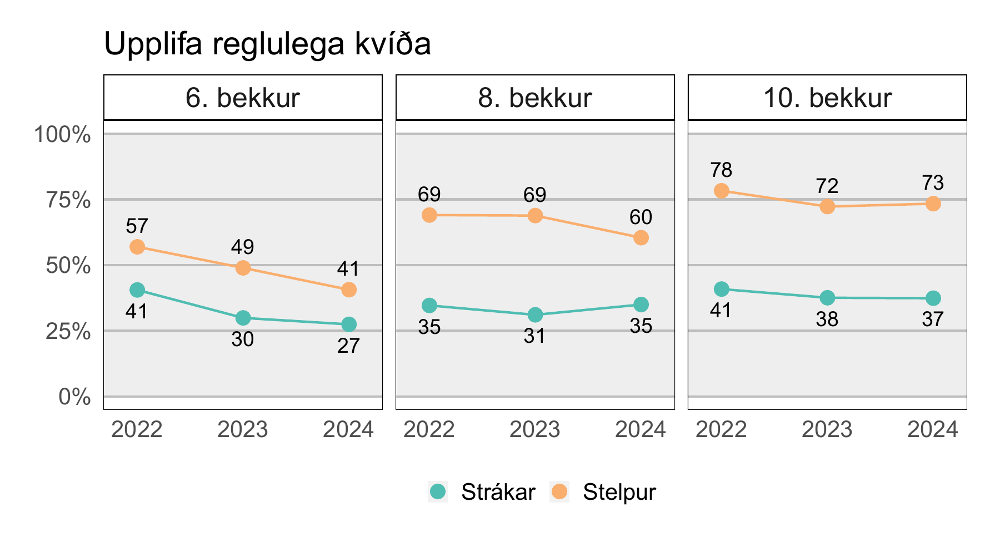 Upplifa reglulega kvíða
6. bekkur 8. bekkur 10. bekkur
100%
75%
50%
25%
0%
57 49 41
41 30 27
69 69 60
35 31 35
78 72 73
41 38 37
2022 2023 2024 2022 2023 2024 2022 2023 2024
Strákar Stelpur